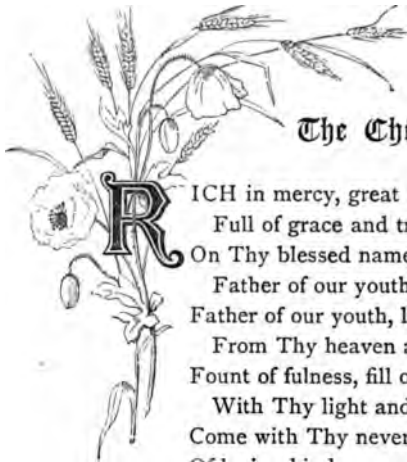 The Ch
RICH in mercy, great
Full of grace and tr
On Thy blessed name
Father of our youth
Father of our youth, l
From Thy heaven a
Fount of fulness, fill o
With Thy light and
Come with Thy never